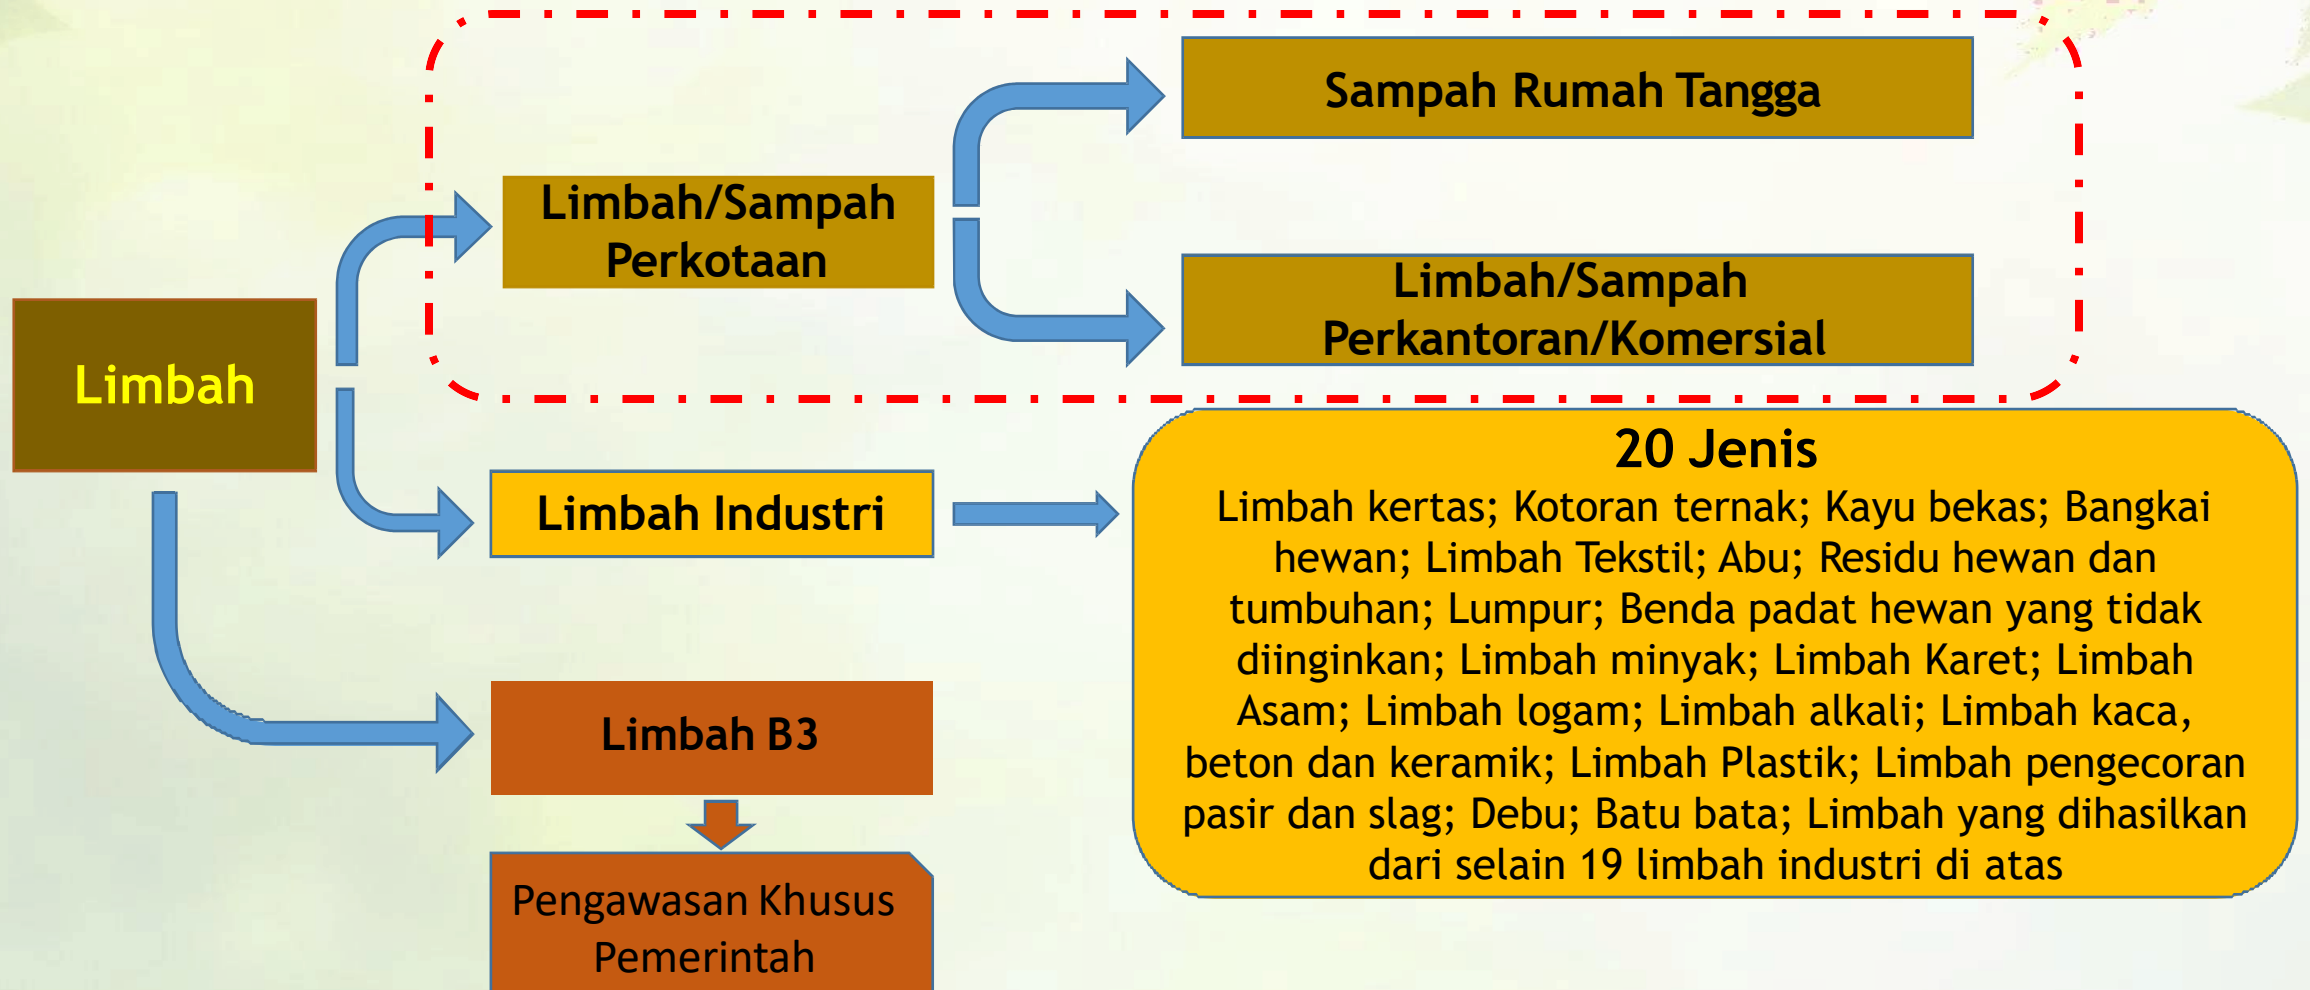 Sampah Rumah Tangga
Limbah/Sampah
Perkotaan
Limbah/Sampah
Perkantoran/Komersial
Limbah
20 Jenis
Limbah kertas; Kotoran ternak; Kayu bekas; Bangkai
hewan; Limbah Tekstil; Abu; Residu hewan dan
tumbuhan; Lumpur; Benda padat hewan yang tidak
diinginkan; Limbah minyak; Limbah Karet; Limbah
Asam; Limbah logam; Limbah alkali; Limbah kaca,
beton dan keramik; Limbah Plastik; Limbah pengecoran
pasir dan slag; Debu; Batu bata; Limbah yang dihasilkan
dari selain 19 limbah industri di atas
Limbah Industri
Limbah B3
Pengawasan Khusus
Pemerintah